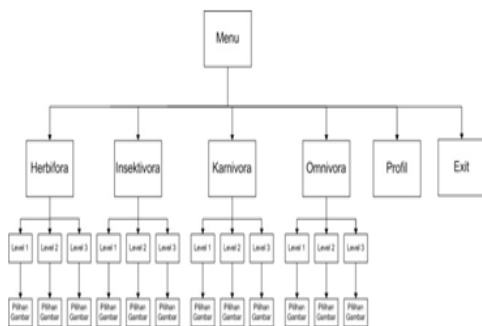 Menu
Herbifora
Insektivora
Karnivora
Omnivora
Profil
Exit
Level 1
Level 2
Level 3
Level 1
Level 2
Level 3
Level 1
Level 2
Level 3
Level 1
Level 2
Level 3
Pilihan
Gambar
Pilihan
Gambar
Pilihan
Gambar
Pilihan
Gambar
Pilihan
Gambar
Pilihan
Gambar
Pilihan
Gambar
Pilihan
Gambar
Pilihan
Gambar
Pilihan
Gambar
Pilihan
Gambar
Pilihan
Gambar